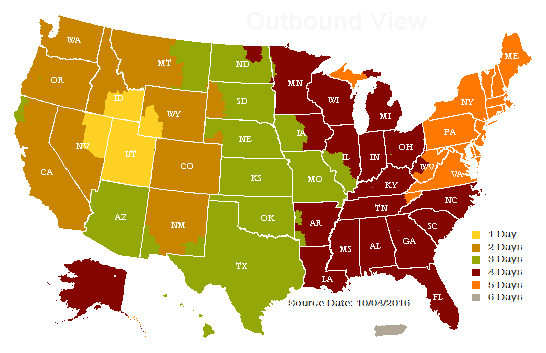 Outbound View
WA
MT
ND
MN
ME
OR
ID
WY
SD
WI
MI
NY
NV
UT
CO
NE
IA
IL
IN
OH
PA
WV
VA
CA
KS
MO
KY
NC
AZ
NM
OK
AR
TN
SC
TX
LA
MS
AL
GA
FL
1 Day
2 Days
3 Days
4 Days
5 Days
6 Days
Source Date: 10/08/2016